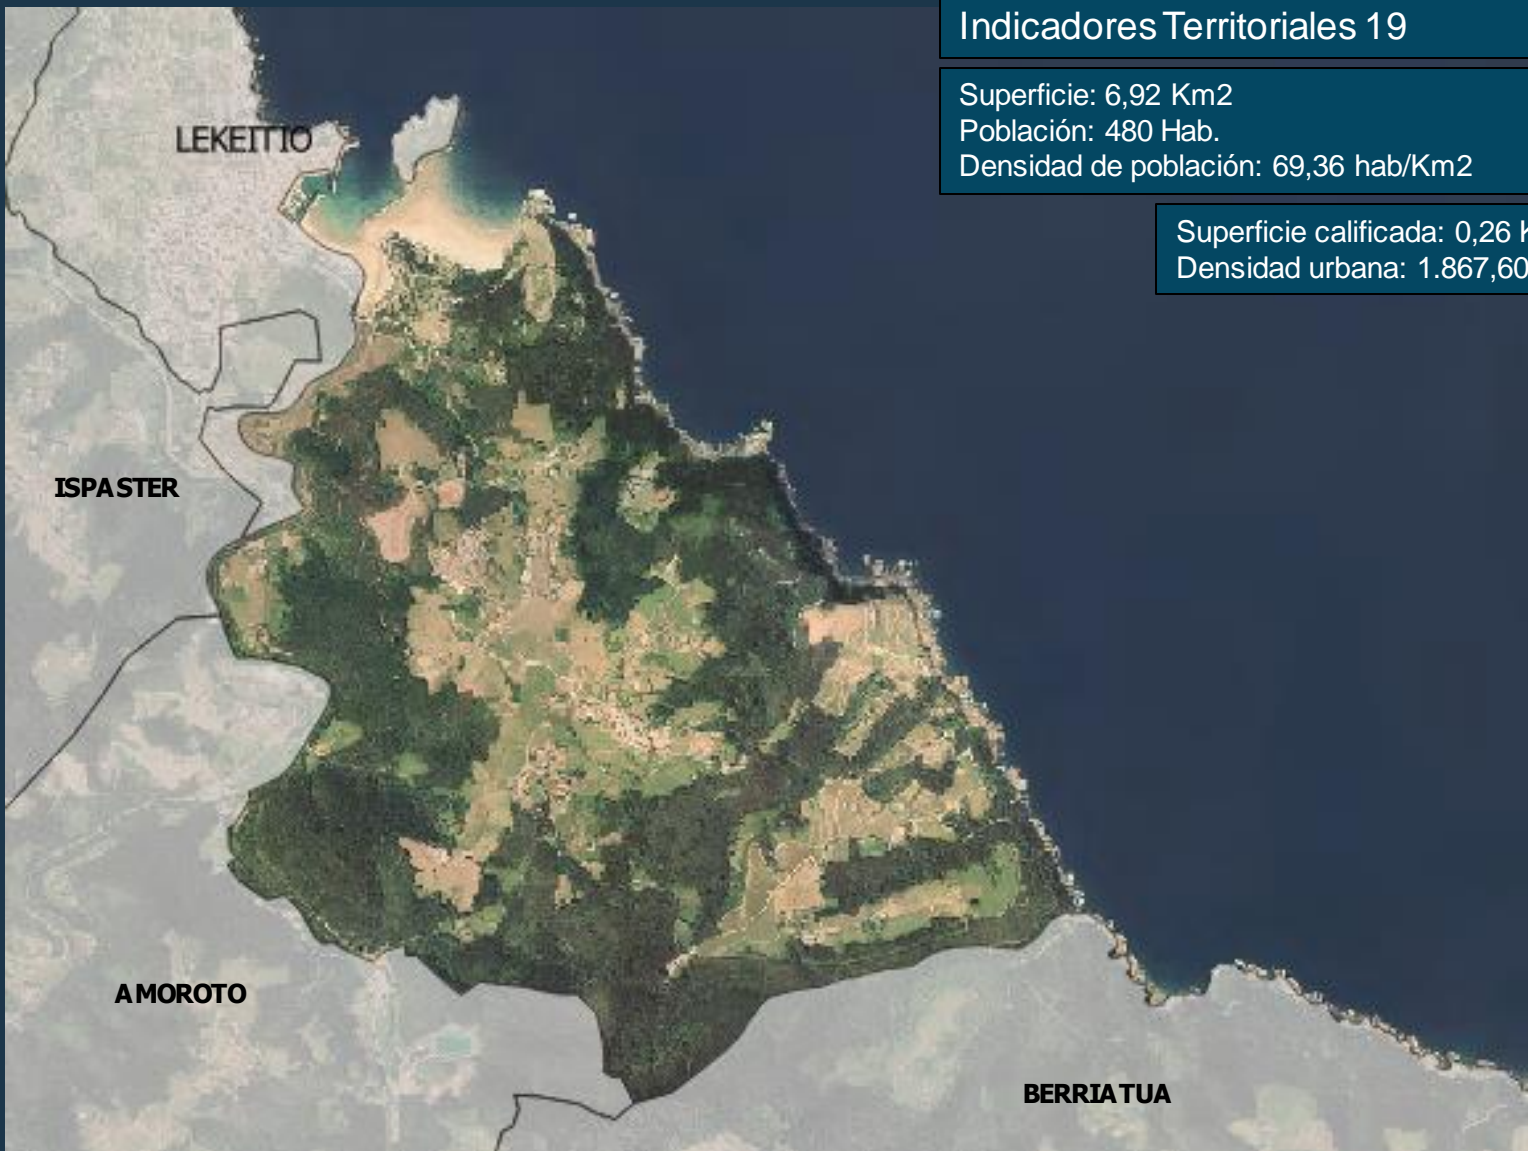 Indicadores Territoriales 19
Superficie: 6,92 Km2
Población: 480 Hab.
Densidad de población: 69,36 hab/Km2
Superficie calificada: 0,26
Densidad urbana: 1.867,60
LEKEITIO
ISPASTER
AMOROTO
BERRIATUA